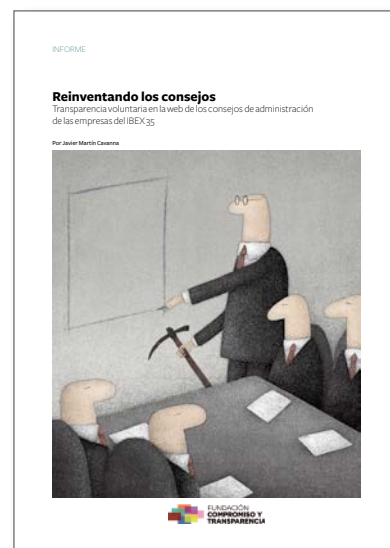 INFORME
Reinventando los consejos
Transparencia voluntaria en la web de los consejos de administración
de las empresas del IBEX 35
Por Javier Martín Cavanna
FUNDACIÓN
COMPROMISO Y
TRANSPARENCIA